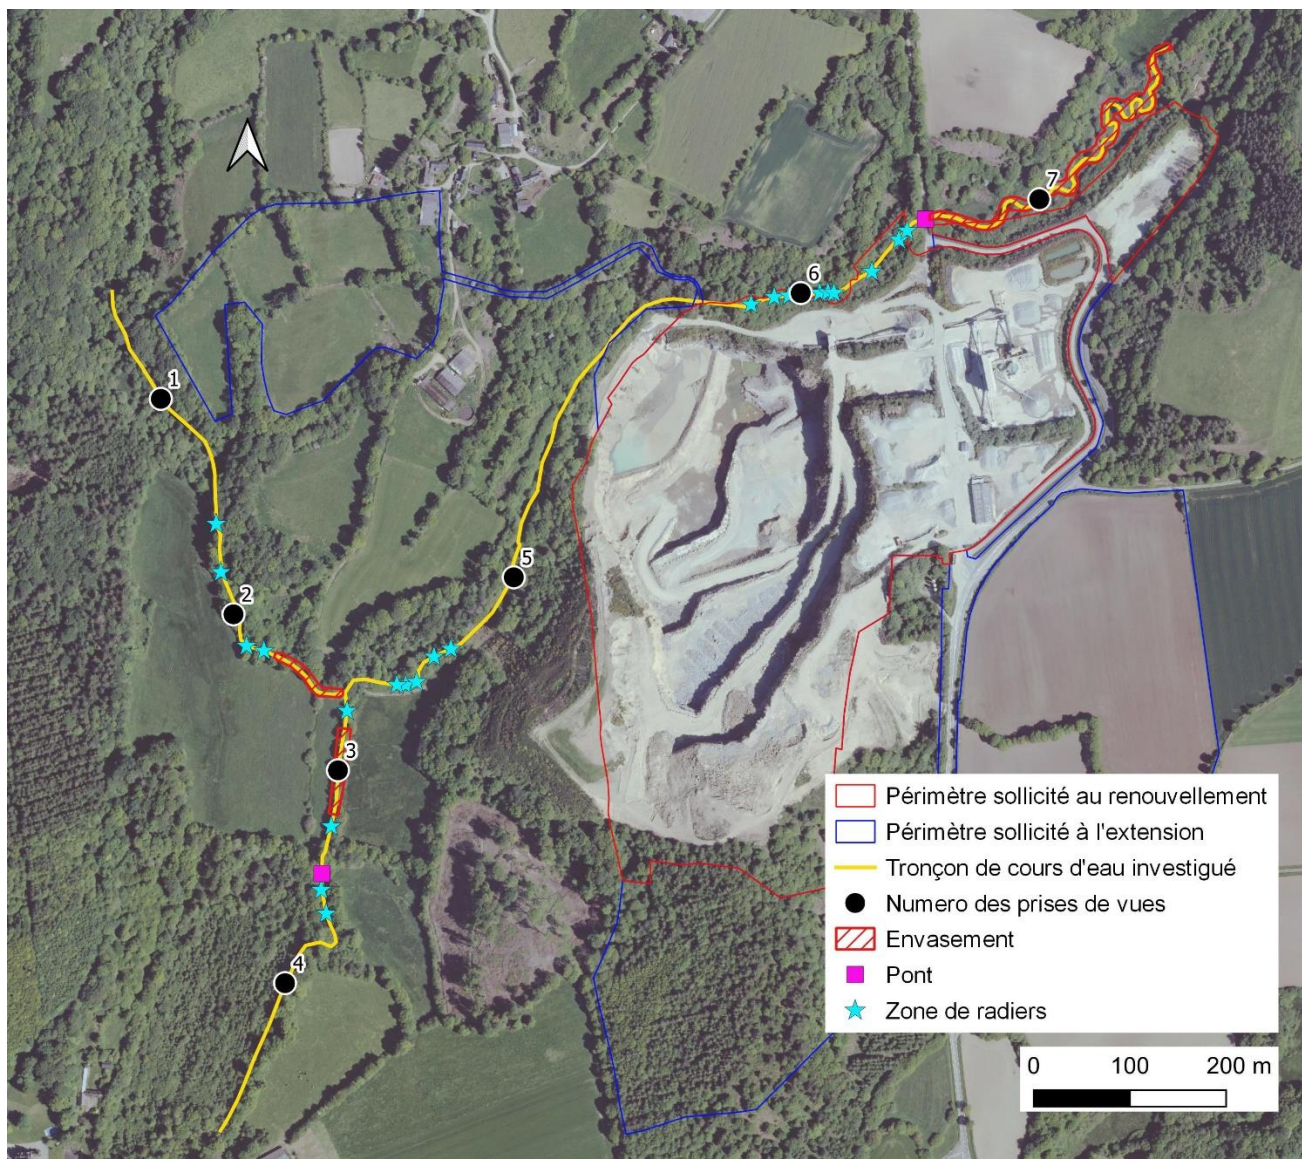 7
6
1
5
2
3
4
Périmètre sollicité au renouvellement
Périmètre sollicité à l'extension
Tronçon de cours d'eau investigué
Numero des prises de vues
Envasement
Pont
Zone de radiers
0 100 200 m